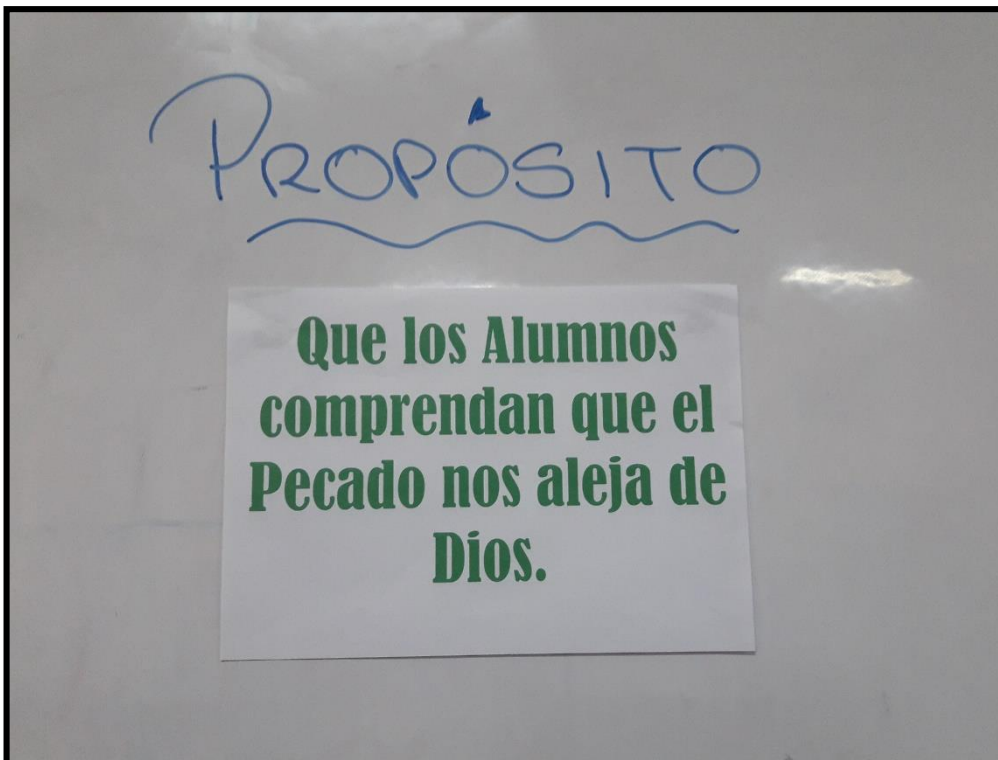 PROPÓSITO
Que los Alumnos
comprendan que el
Pecado nos aleja de
Dios.